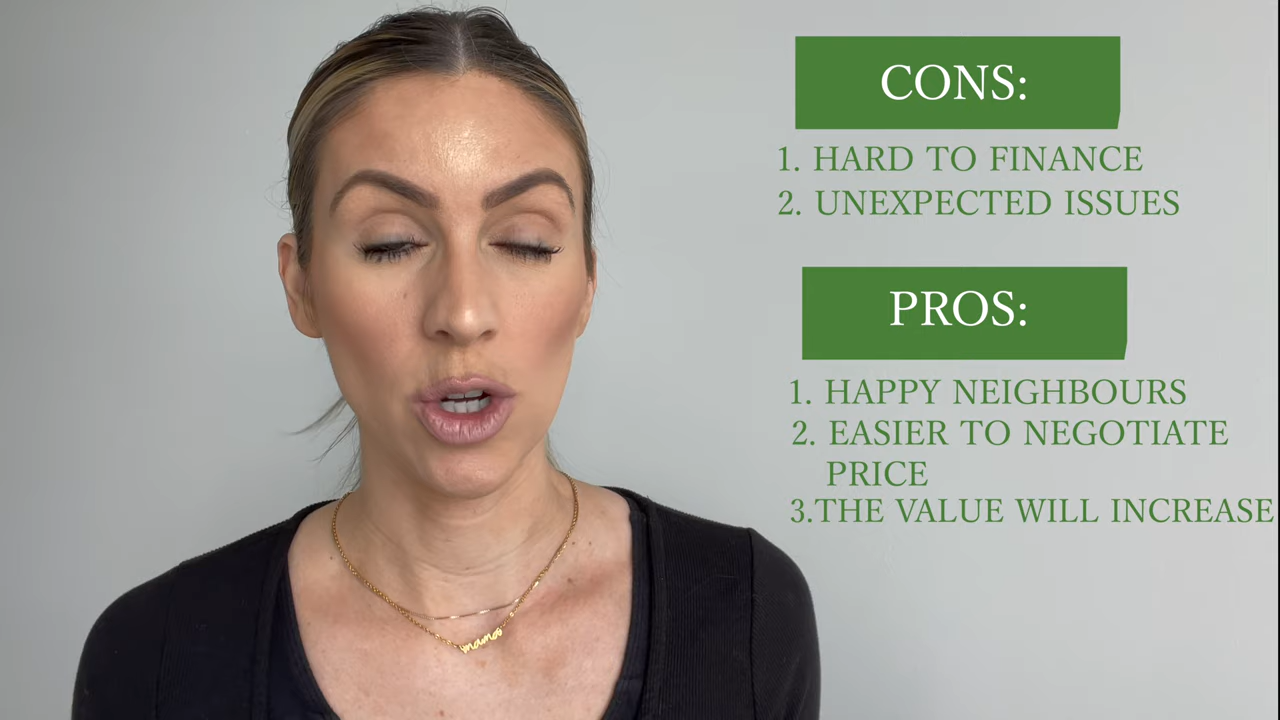 CONS:
1. HARD TO FINANCE
2. UNEXPECTED ISSUES
PROS:
1. HAPPY NEIGHBOURS
2. EASIER TO NEGOTIATE
PRICE
3.THE VALUE WILL INCREASE
mama